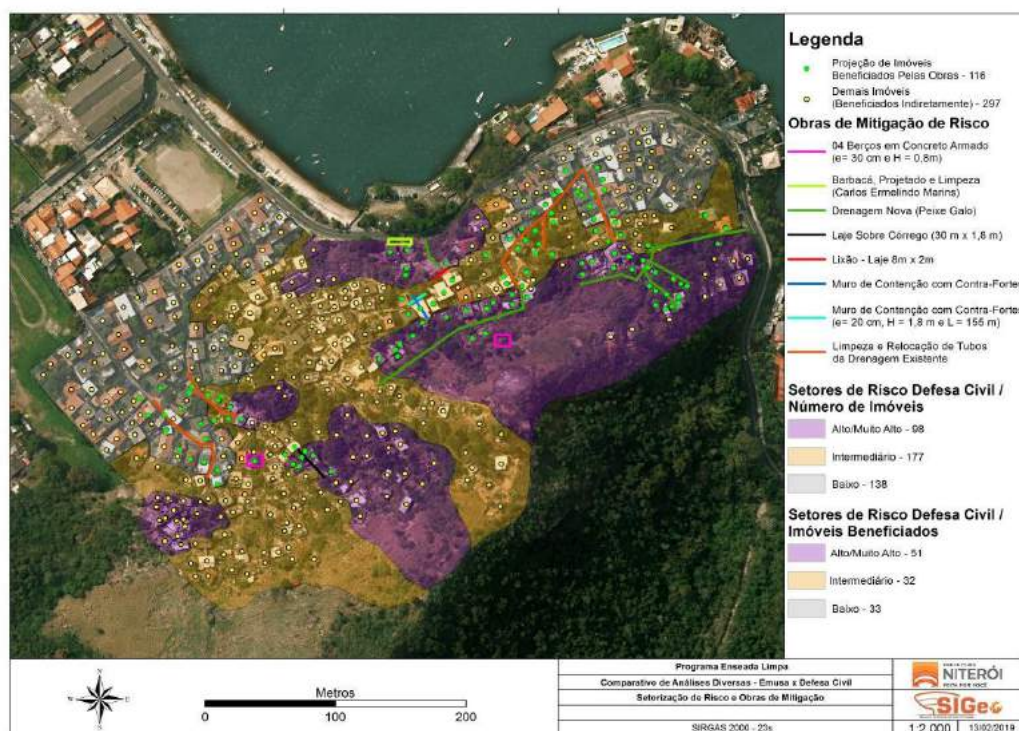 Legenda
Projeção de Imóveis
Beneficiados Pelas Obras - 116
Demais Imóveis
(Beneficiados Indiretamente) - 297
Obras de Mitigação de Risco
04 Berços em Concreto Armado
(e= 30 cm e H = 0,8m)
Barbacã, Projetado e Limpeza
(Carlos Ermelindo Marins)
Drenagem Nova (Peixe Galo)
Laje Sobre Córrego (30 m x 1,8 m)
Lixão - Laje 8m x 2m
Muro de Contenção com Contra-Fortes
Muro de Contenção com Contra-Fortes
(e= 20 cm, H = 1,8 m e L = 155 m)
Limpeza e Relocação de Tubos
da Drenagem Existente
Setores de Risco Defesa Civil /
Número de Imóveis
Alto/Muito Alto - 98
Intermediário - 177
Baixo - 138
Setores de Risco Defesa Civil /
Imóveis Beneficiados
Alto/Muito Alto - 51
Intermediário - 32
Baixo - 33
N
W
E
S
Metros
0 100 200
Programa Enseada Limpa
Comparativo de Análises Diversas - Emusa x Defesa Civil
Setorização de Risco e Obras de Mitigação
SIRGAS 2000 - 23s
NITERÓI
SIGeo
1:2.000 13/02/2019